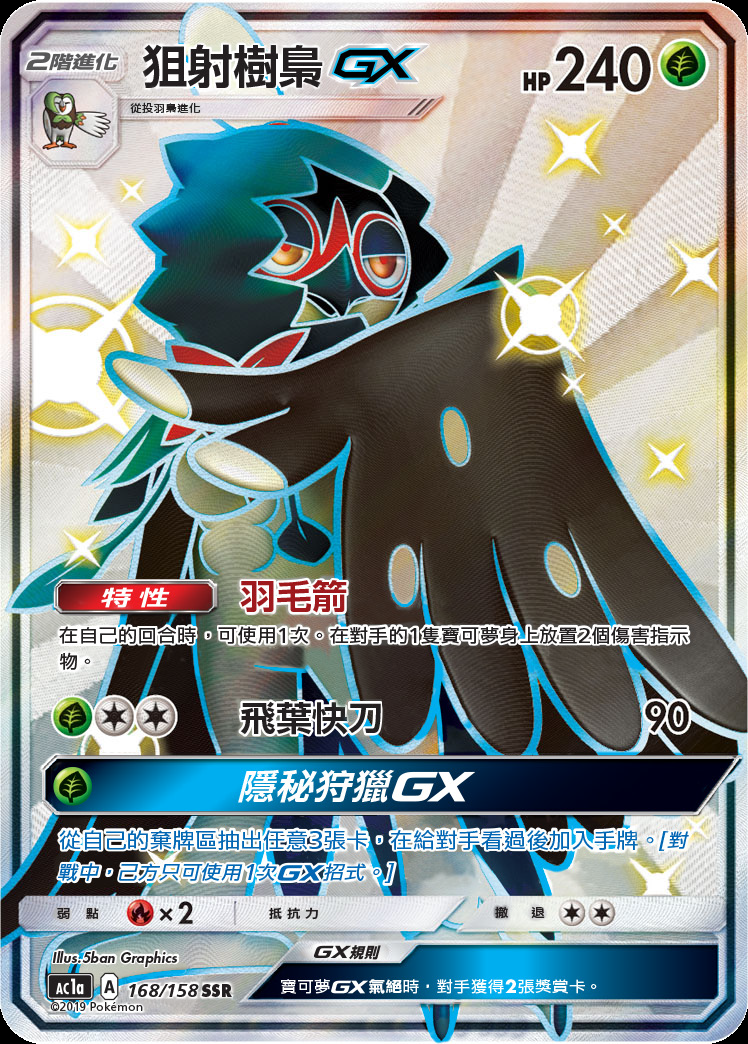 2階進化 狙射樹梟GX HP240
從投羽梟進化
特性 羽毛箭
在自己的回合時，可使用1次。在對手的1隻寶可夢身上放置2個傷害指示
物。
飛葉快刀 90
隱秘狩獵GX
從自己的棄牌區抽出任意3張卡，在給對手看過後加入手牌。[對
戰中，己方只可使用1次GX招式。]
弱點 ×2 抵抗力 撤退
Illus.5ban Graphics
GX規則
AC1a A 168/158 SSR
寶可夢GX氣絕時，對手獲得2張獎賞卡。
©2019 Pokémon